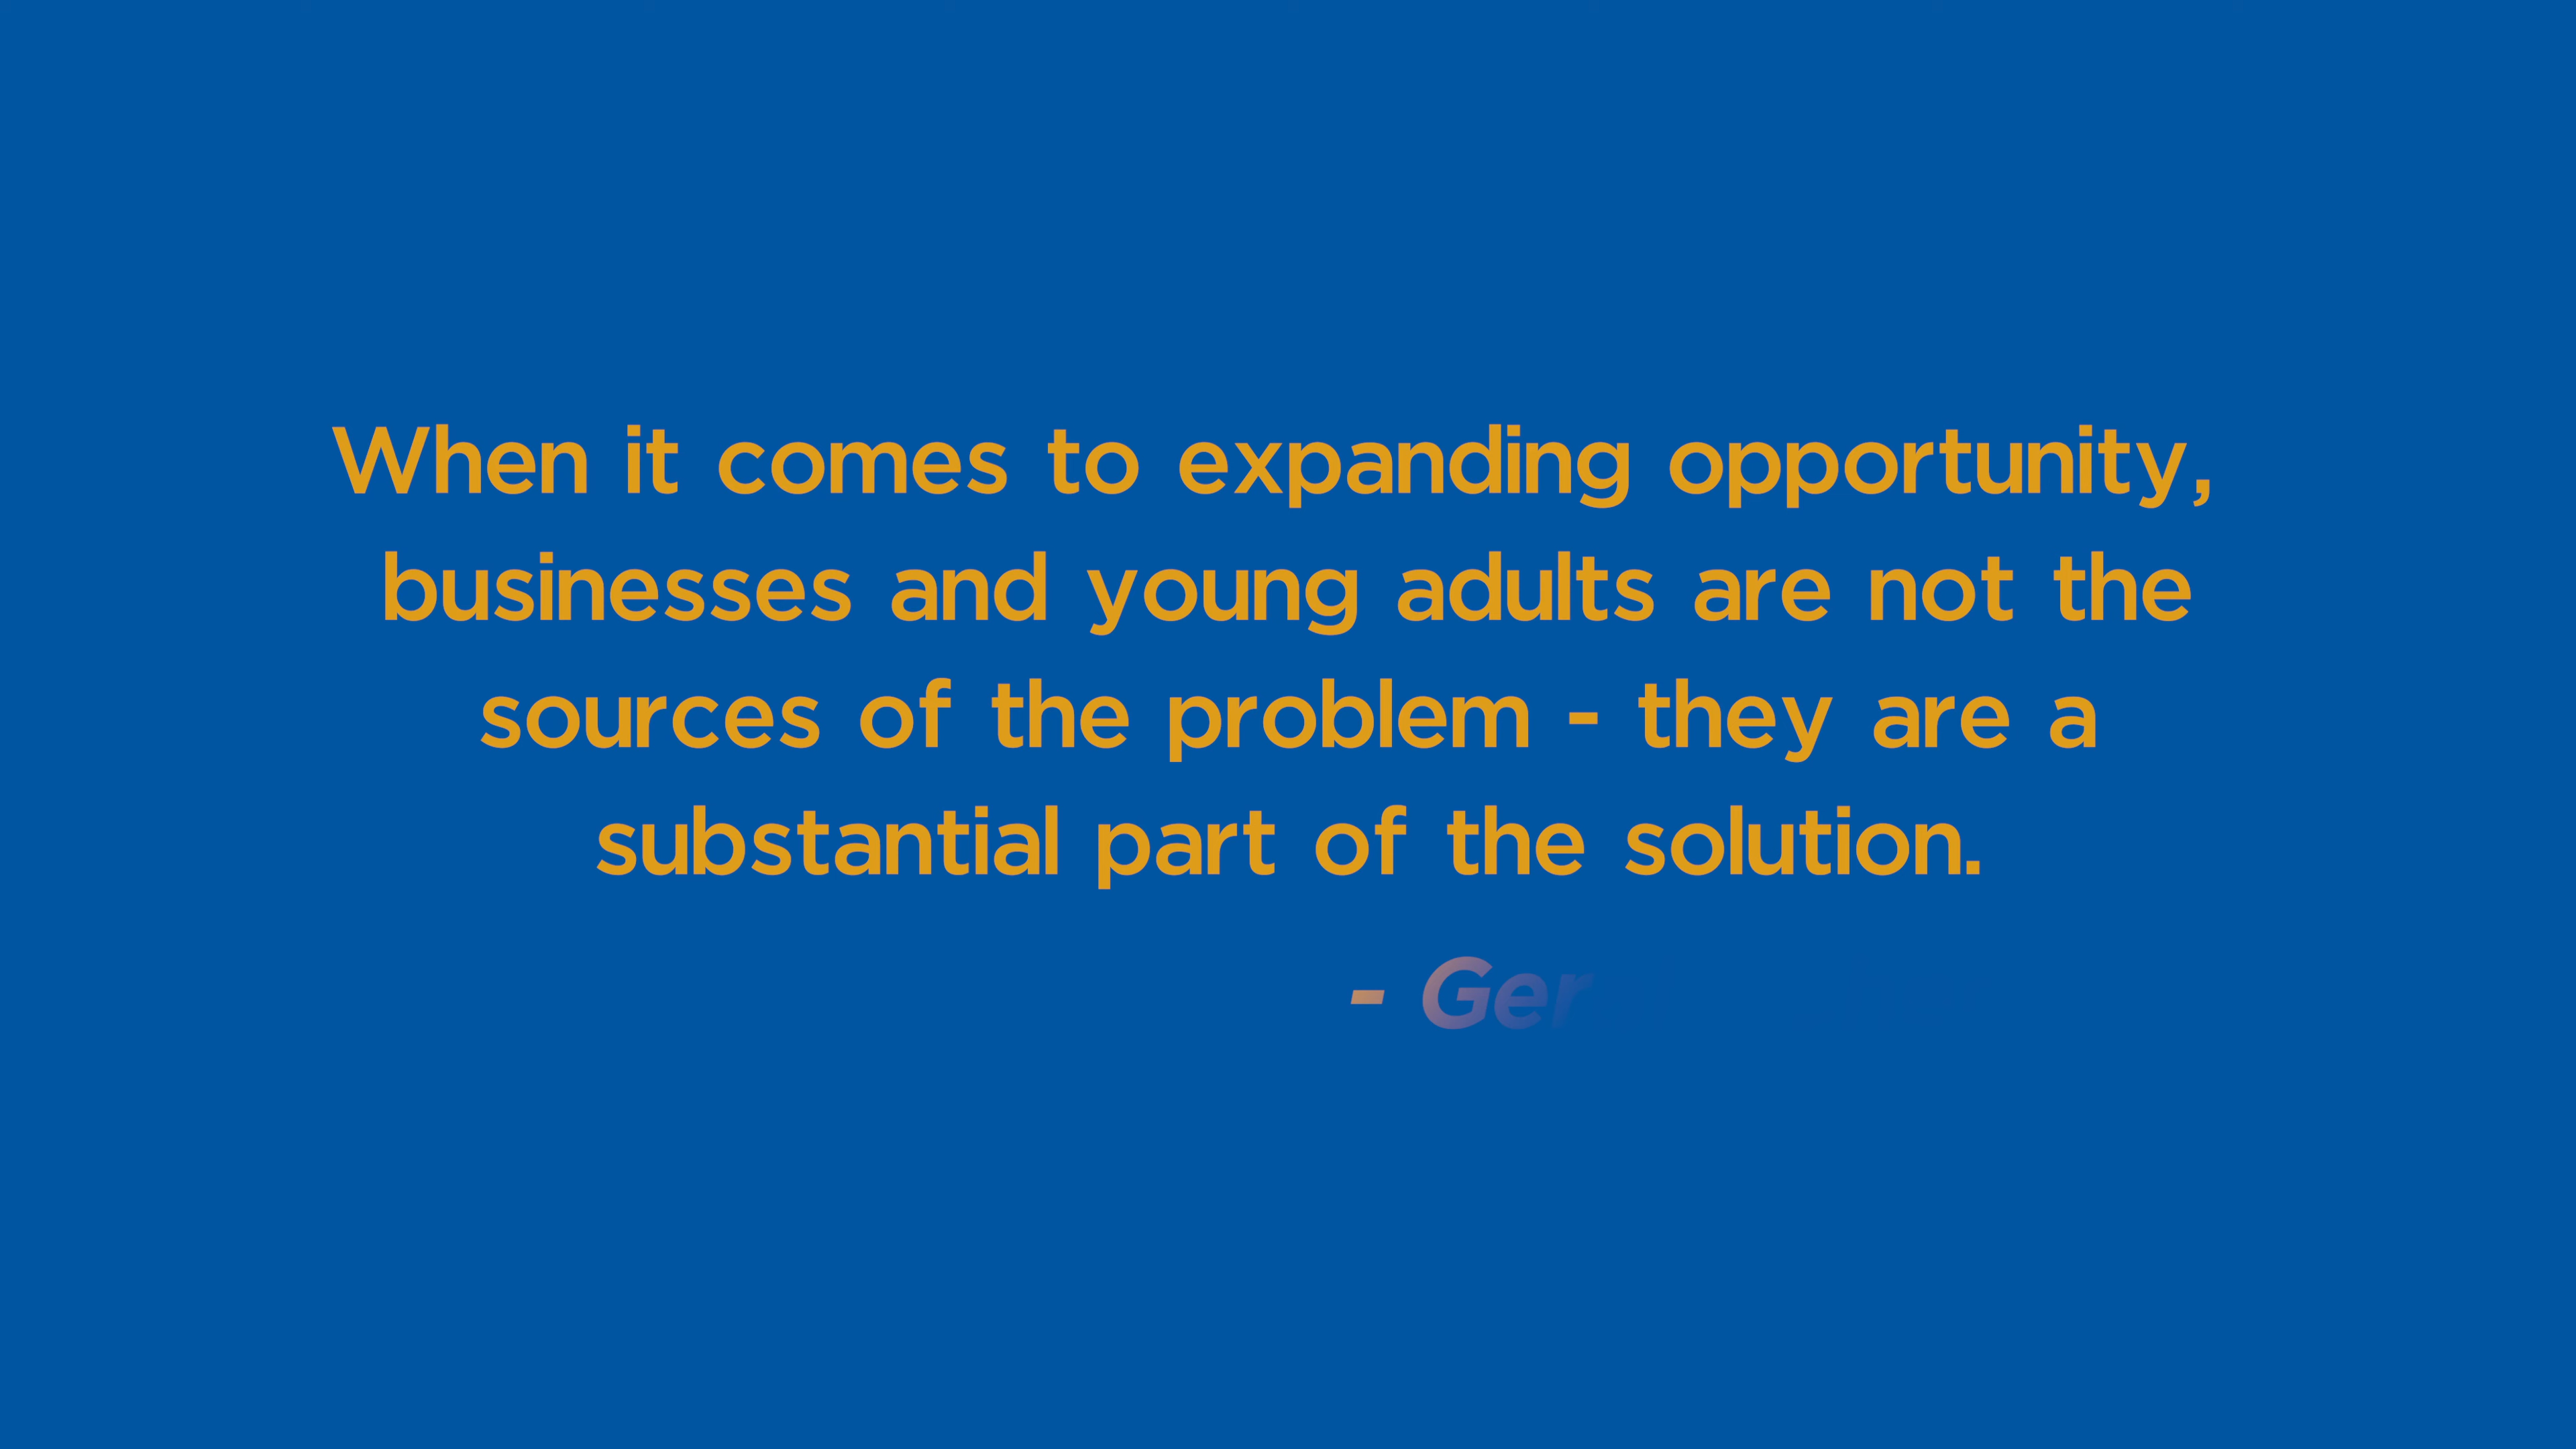 When it comes to expanding opportunity,
businesses and young adults are not the
sources of the problem - they are a
substantial part of the solution.
- Ger